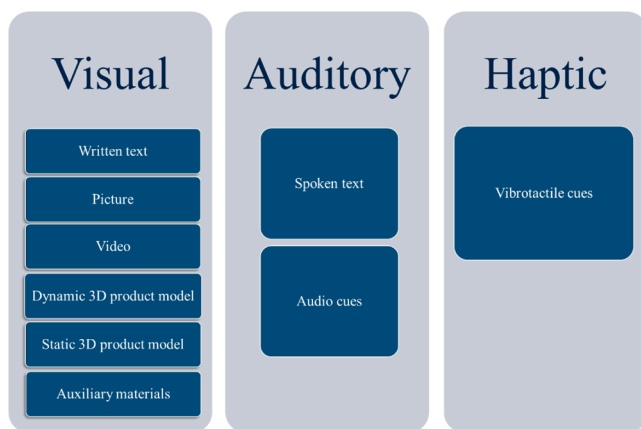 Visual
Written text
Picture
Video
Dynamic 3D product model
Static 3D product model
Auxiliary materials
Auditory
Spoken text
Audio cues
Haptic
Vibrotactile cues